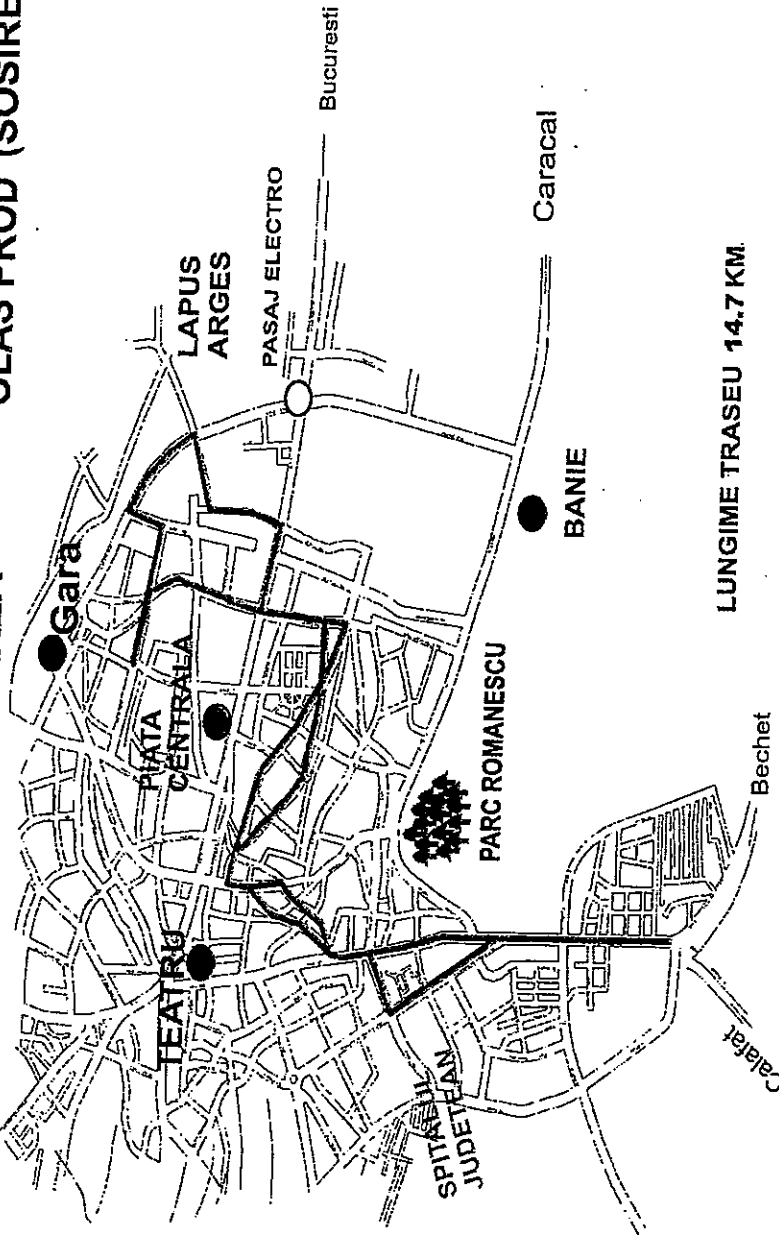 PROD (SOSIRE
Bucuresti
Gara
LAPUS
ARGES
PASAJ ELECTRO
Caracal
PIATA
CENTRALA
BANIE
TEATRU
PARC ROMANESCU
LUNGIME TRASEU 14.7 KM.
SPITALUL
JUDETEAN
Bechet
Calafat